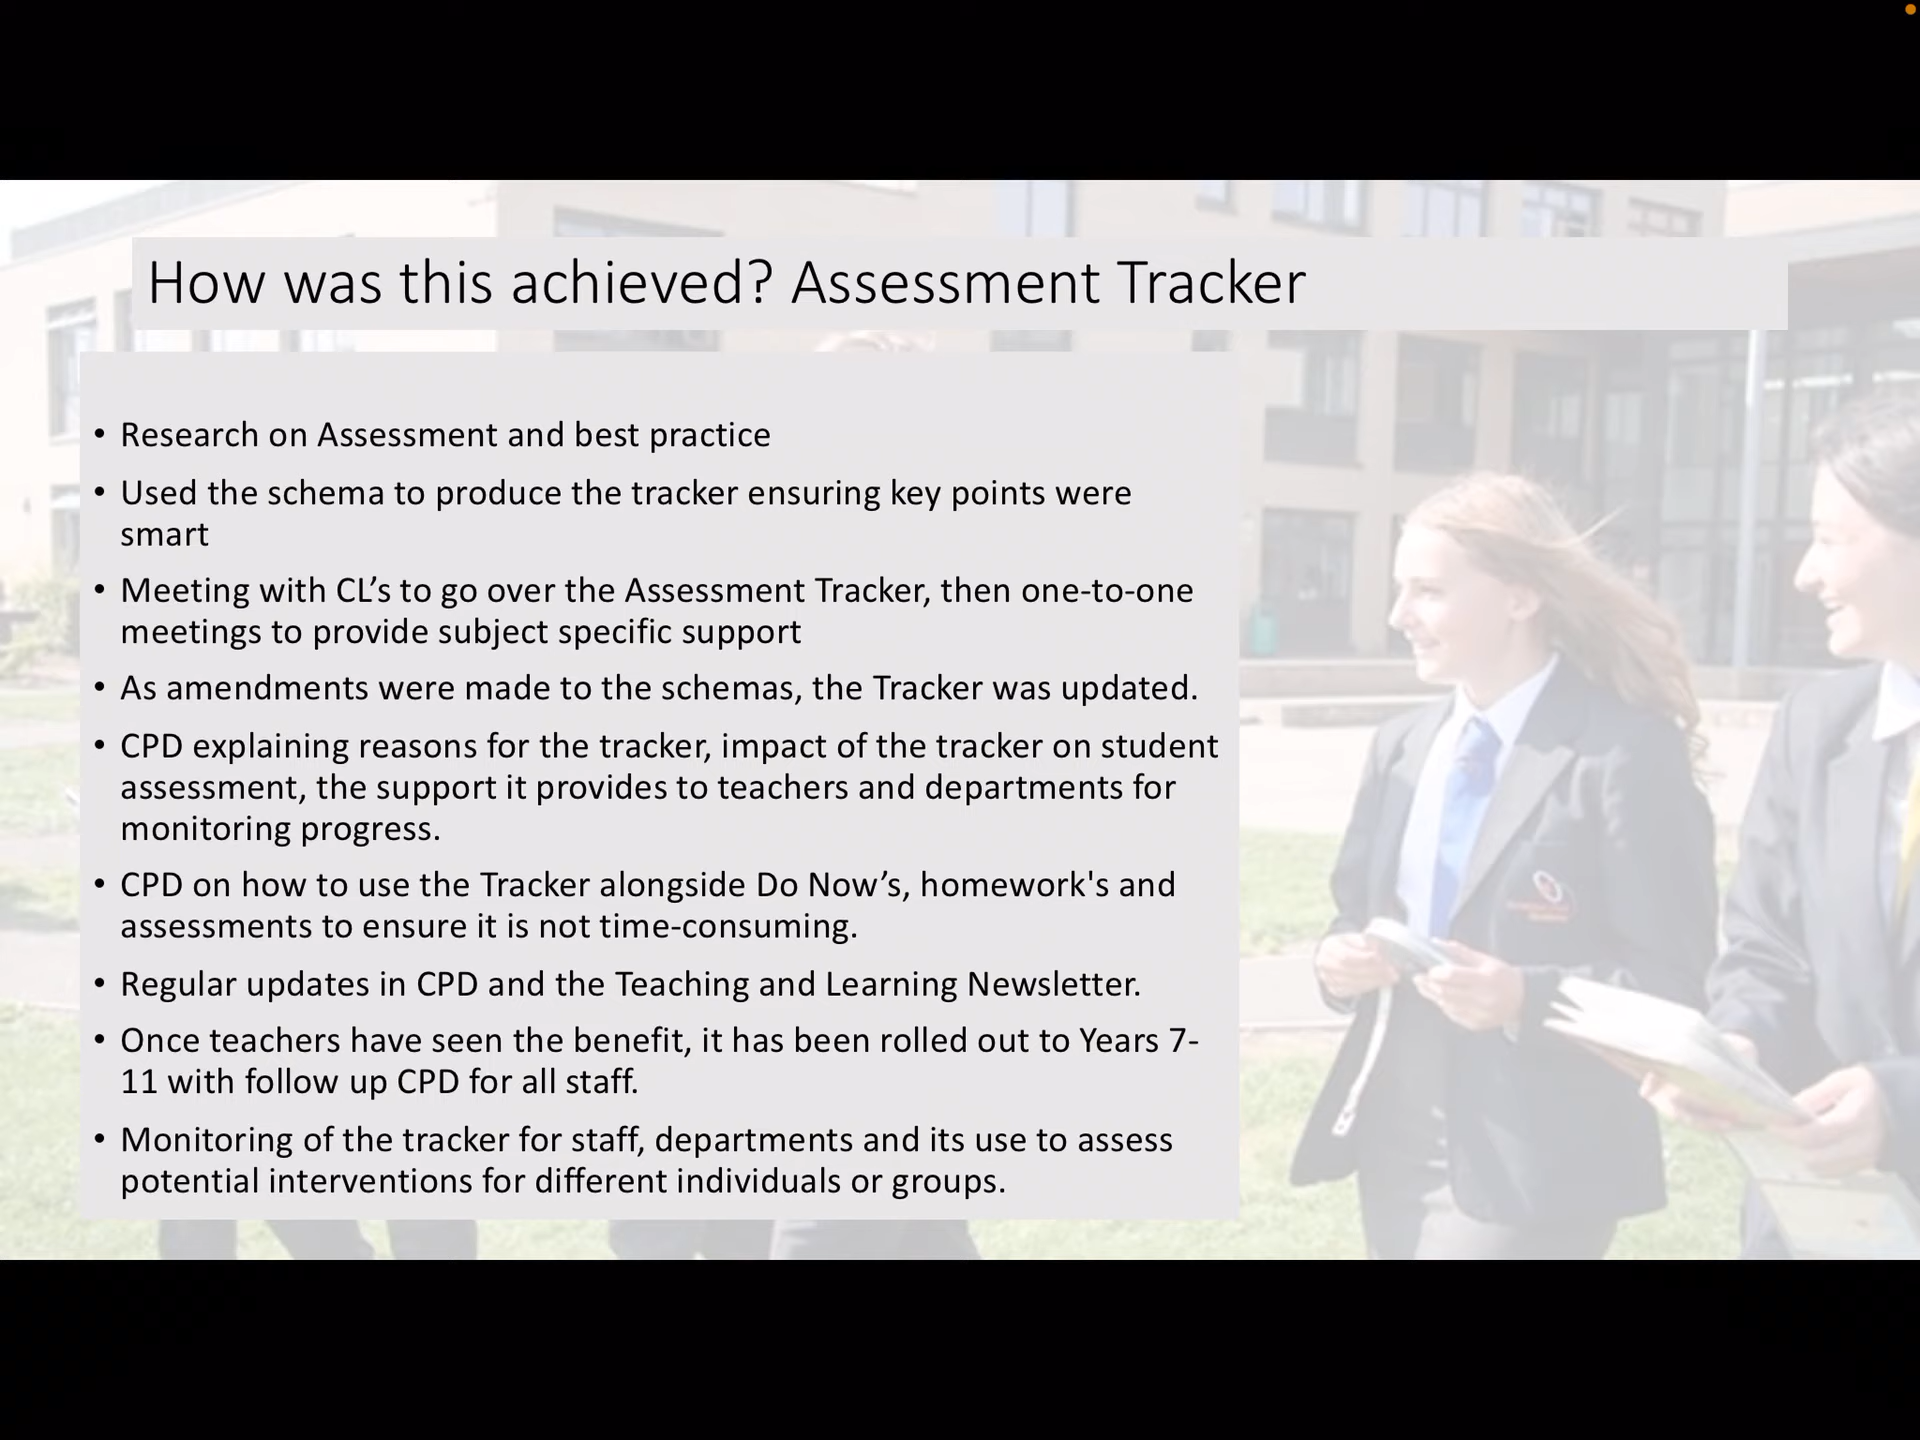 How was this achieved? Assessment Tracker
• Research on Assessment and best practice
• Used the schema to produce the tracker ensuring key points were
smart
• Meeting with CL’s to go over the Assessment Tracker, then one-to-one
meetings to provide subject specific support
• As amendments were made to the schemas, the Tracker was updated.
• CPD explaining reasons for the tracker, impact of the tracker on student
assessment, the support it provides to teachers and departments for
monitoring progress.
• CPD on how to use the Tracker alongside Do Now’s, homework's and
assessments to ensure it is not time-consuming.
• Regular updates in CPD and the Teaching and Learning Newsletter.
• Once teachers have seen the benefit, it has been rolled out to Years 7-
11 with follow up CPD for all staff.
• Monitoring of the tracker for staff, departments and its use to assess
potential interventions for different individuals or groups.